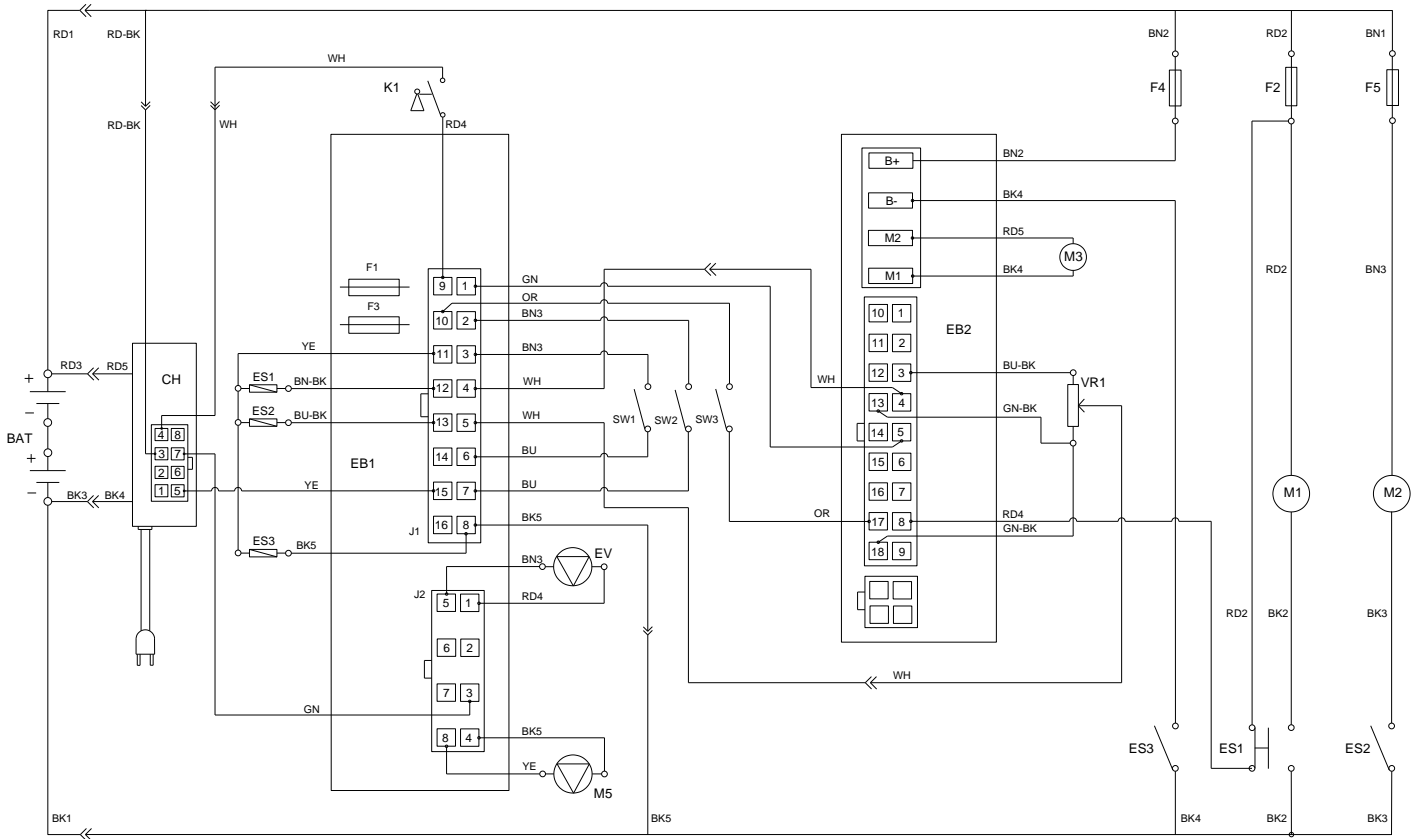 RD1 RD-BK BN2 RD2 BN1
WH
K1 F4 F2 F5
RD-BK WH RD4
B+ BN2
B- BK4
M2 RD5
M3
M1 BK4
F1
9 1 GN RD2 BN3
OR
F3 10 2 BN3 10 1
EB2
YE 11 3 BN3 11 2
RD3 RD5 CH 12 3 BU-BK
+ ES1 BN-BK 12 4 WH WH VR1
- 13 4 GN-BK
ES2 BU-BK 13 5 WH SW1 SW2 SW3
BAT 4 8 14 5
3 7 EB1 14 6 BU 15 6
+ 2 6
- 1 5 YE 15 7 BU 16 7 M1 M2
BK3 BK4
16 8 BK5 OR 17 8 RD4
J1 GN-BK
ES3 BK5 18 9
BN3 EV
J2 5 1 RD4
RD2 BK2 BK3
6 2
7 3 WH
GN
8 4 BK5 ES3 ES1 ES2
YE
M5
BK1 BK5 BK4 BK2 BK3